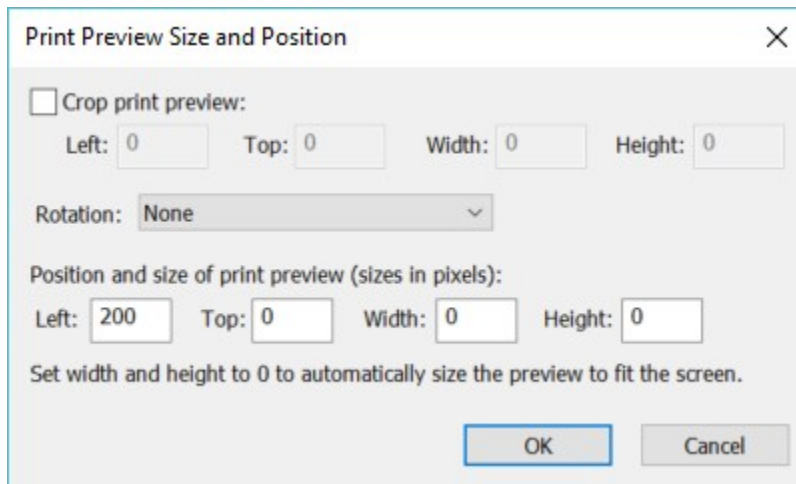 Print Preview Size and Position
Crop print preview:
Left: 0 Top: 0 Width: 0 Height: 0
Rotation: None
Position and size of print preview (sizes in pixels):
Left: 200 Top: 0 Width: 0 Height: 0
Set width and height to 0 to automatically size the preview to fit the screen.
OK Cancel